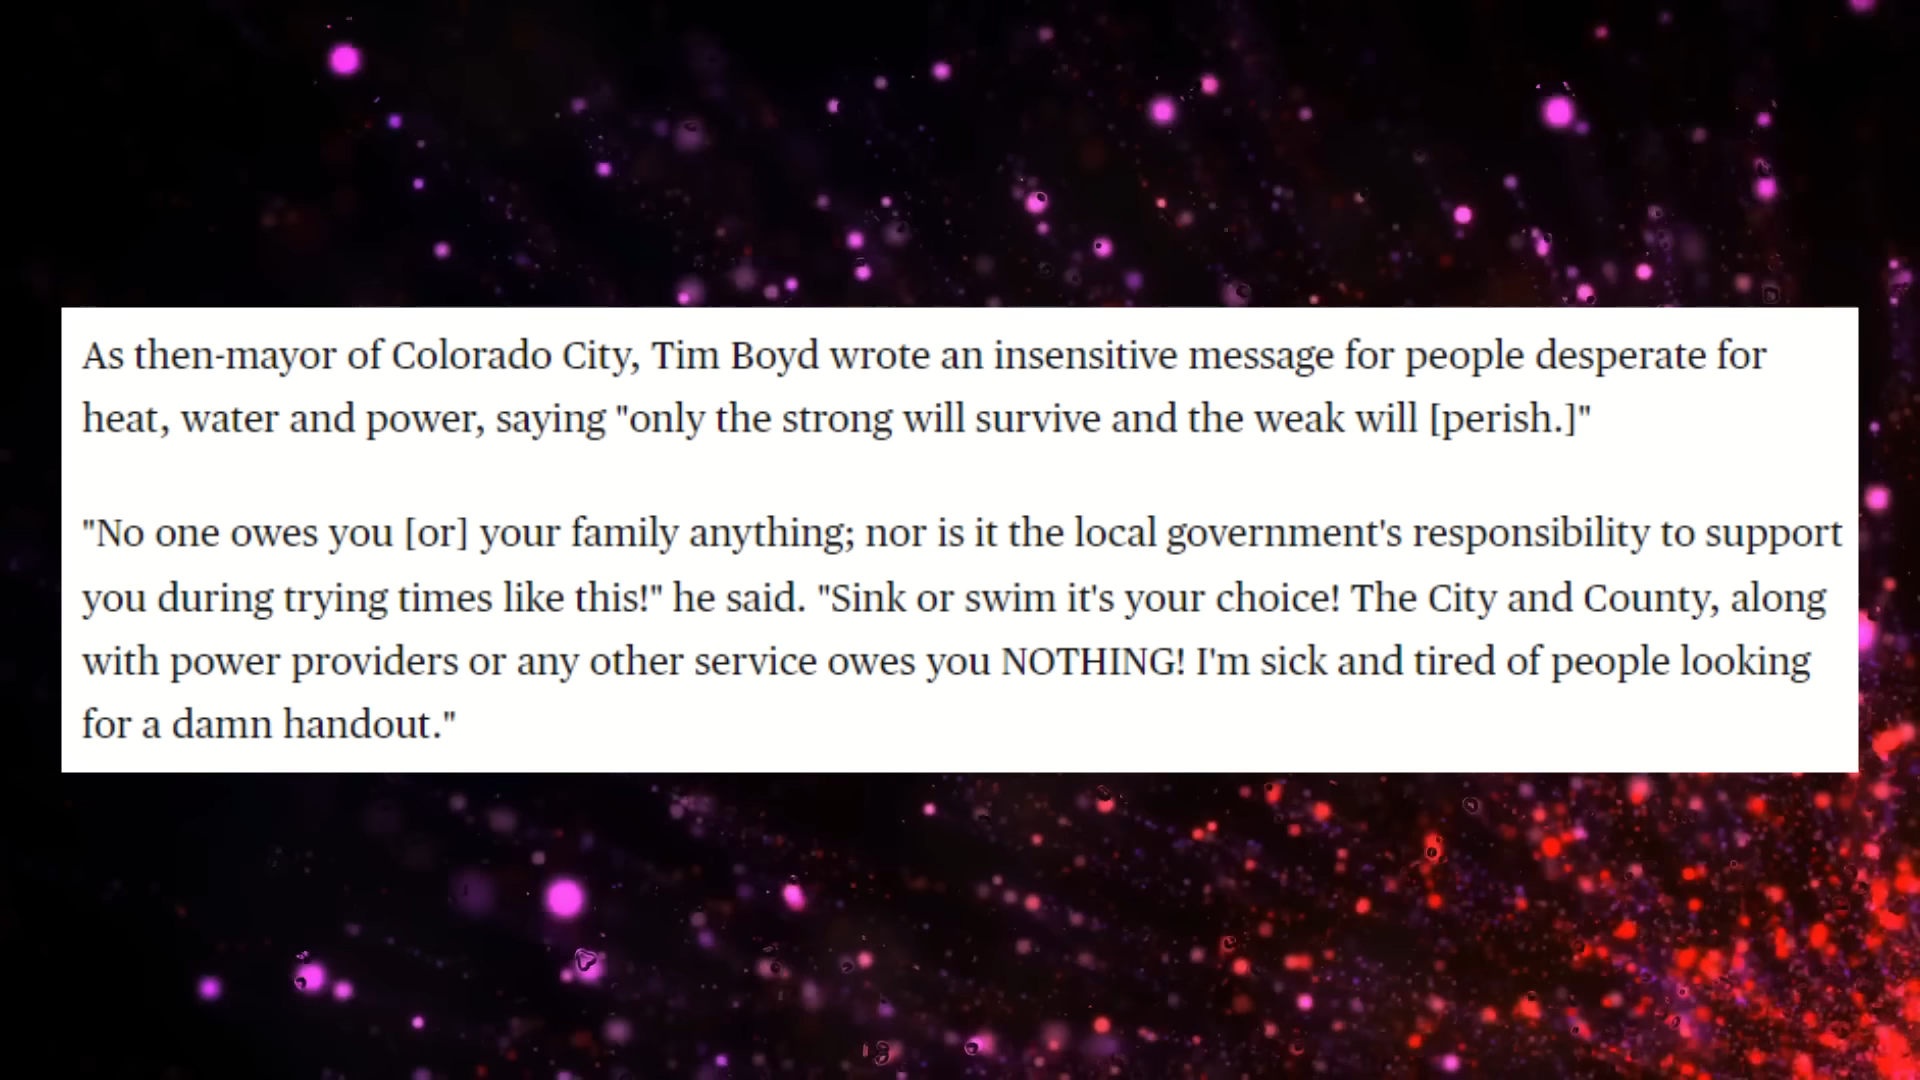 As then-mayor of Colorado City, Tim Boyd wrote an insensitive message for people desperate for
heat, water and power, saying "only the strong will survive and the weak will [perish.]"
"No one owes you [or] your family anything; nor is it the local government's responsibility to support
you during trying times like this!" he said. "Sink or swim it's your choice! The City and County, along
with power providers or any other service owes you NOTHING! I'm sick and tired of people looking
for a damn handout."